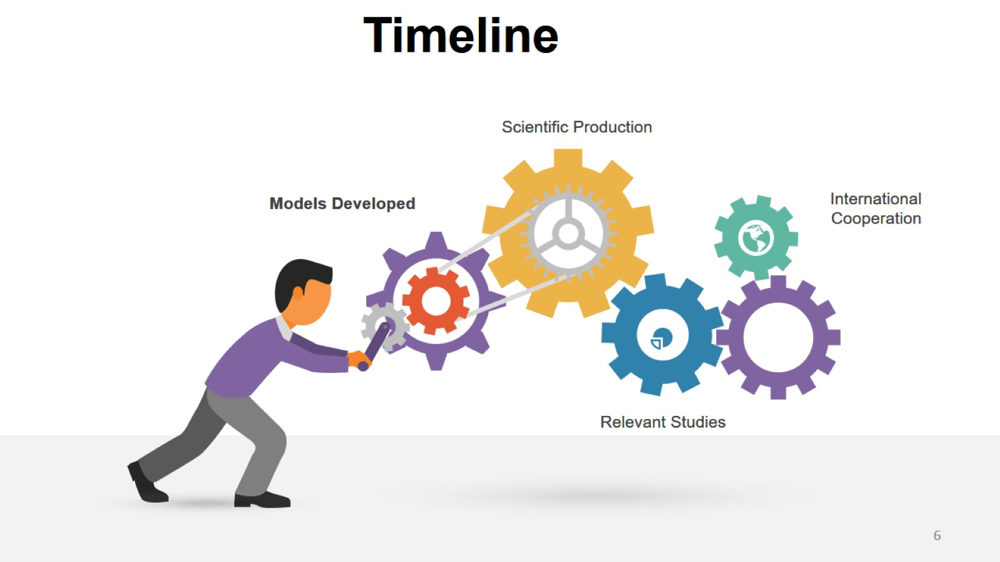 Timeline
Scientific Production
Models Developed
International
Cooperation
Relevant Studies
6